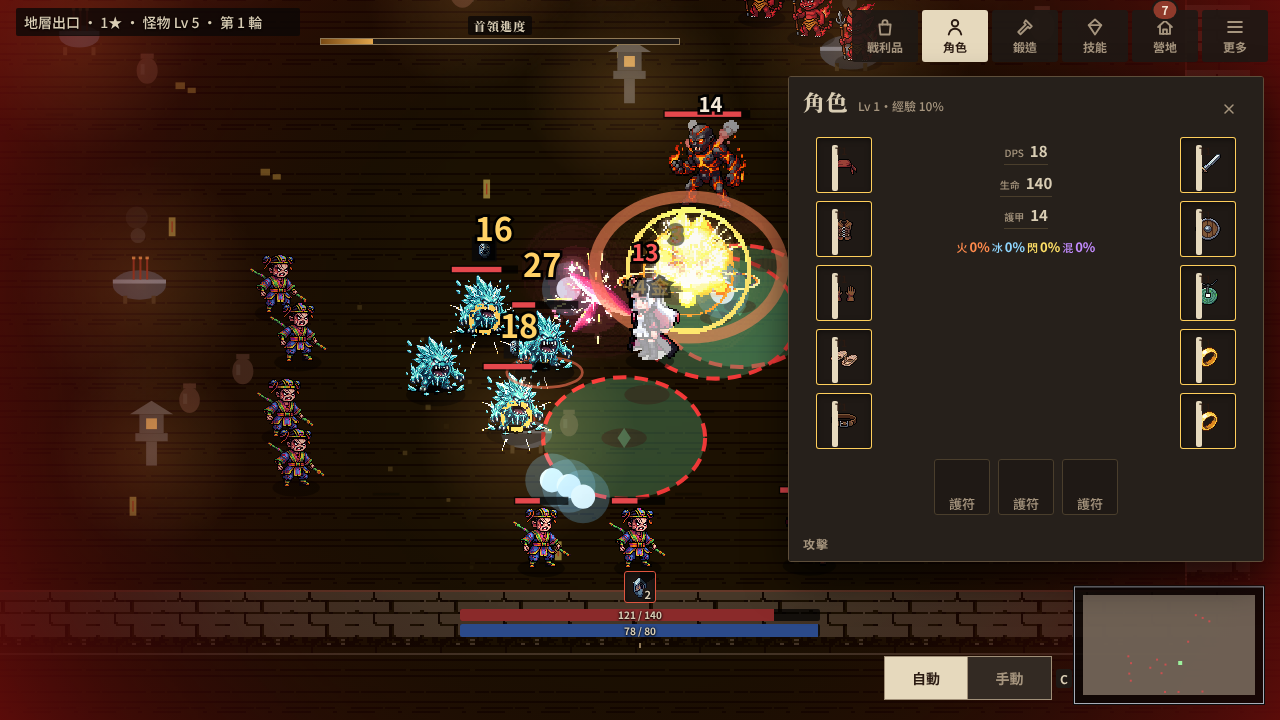 地層出口 • 1★ • 怪物 Lv 5 • 第 1 輪
首領進度
戰利品
角色
鍛造
技能
7
營地
更多
角色
Lv 1 • 經驗 10%
DPS 18
生命 140
護甲 14
火0% 冰0% 閃0% 混0%
護符
護符
護符
攻擊
14
16
27
13
18
2
121 / 140
78 / 80
自動
手動
C